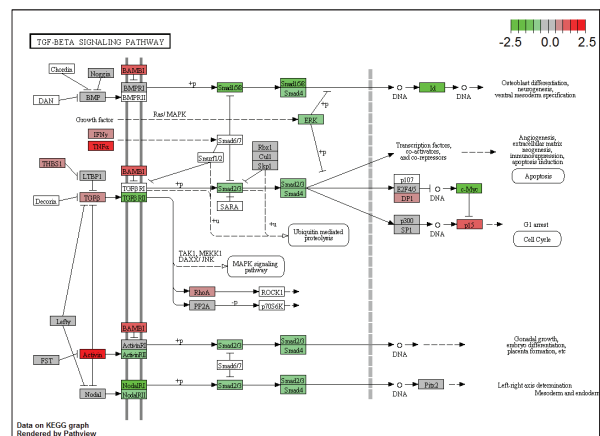 TGF-BETA SIGNALING PATHWAY
-2.5 0.0 2.5
Chordin
Noggin
BAMBI
DAN
BMP
BMPRI
BMPRII
+p
Smad1/5/8
Smad1/5/8
Smad4
DNA
Id
Osteoblast differentiation,
neurogenesis,
ventral mesoderm specification
Growth factor
Ras/ MAPK
ERK
+p
IFNγ
TNFα
Smad6/7
Rbx1
Cul1
Skp1
Smurf1/2
THBS1
LTBP1
BAMBI
Decorin
TGFβ
TGFβRI
TGFβRII
+p
Smad2/3
SARA
Smad2/3
Smad4
Transcription factors,
co-activators,
and co-repressors
Angiogenesis,
extracellular matrix
neogenesis,
immunosuppression,
apoptosis induction
Apoptosis
p107
E2F4/5
DP1
DNA
c-Myc
p300
SP1
DNA
p15
G1 arrest
Cell Cycle
+u
+u
Ubiquitin mediated
proteolysis
TAK1, MEKK1
DAXX/ JNK
MAPK signaling
pathway
RhoA
ROCK1
PP2A
-p
p70S6K
Lefty
FST
Activin
BAMBI
ActivinRI
ActivinRII
+p
Smad2/3
Smad2/3
Smad4
DNA
Gonadal growth,
embryo differentiation,
placenta formation, etc
Smad6/7
Nodal
NodalRI
NodalRII
+p
Smad2/3
Smad2/3
Smad4
DNA
Pitx2
Left-right axis determination
Mesoderm and endoderm
Data on KEGG graph
Rendered by Pathview